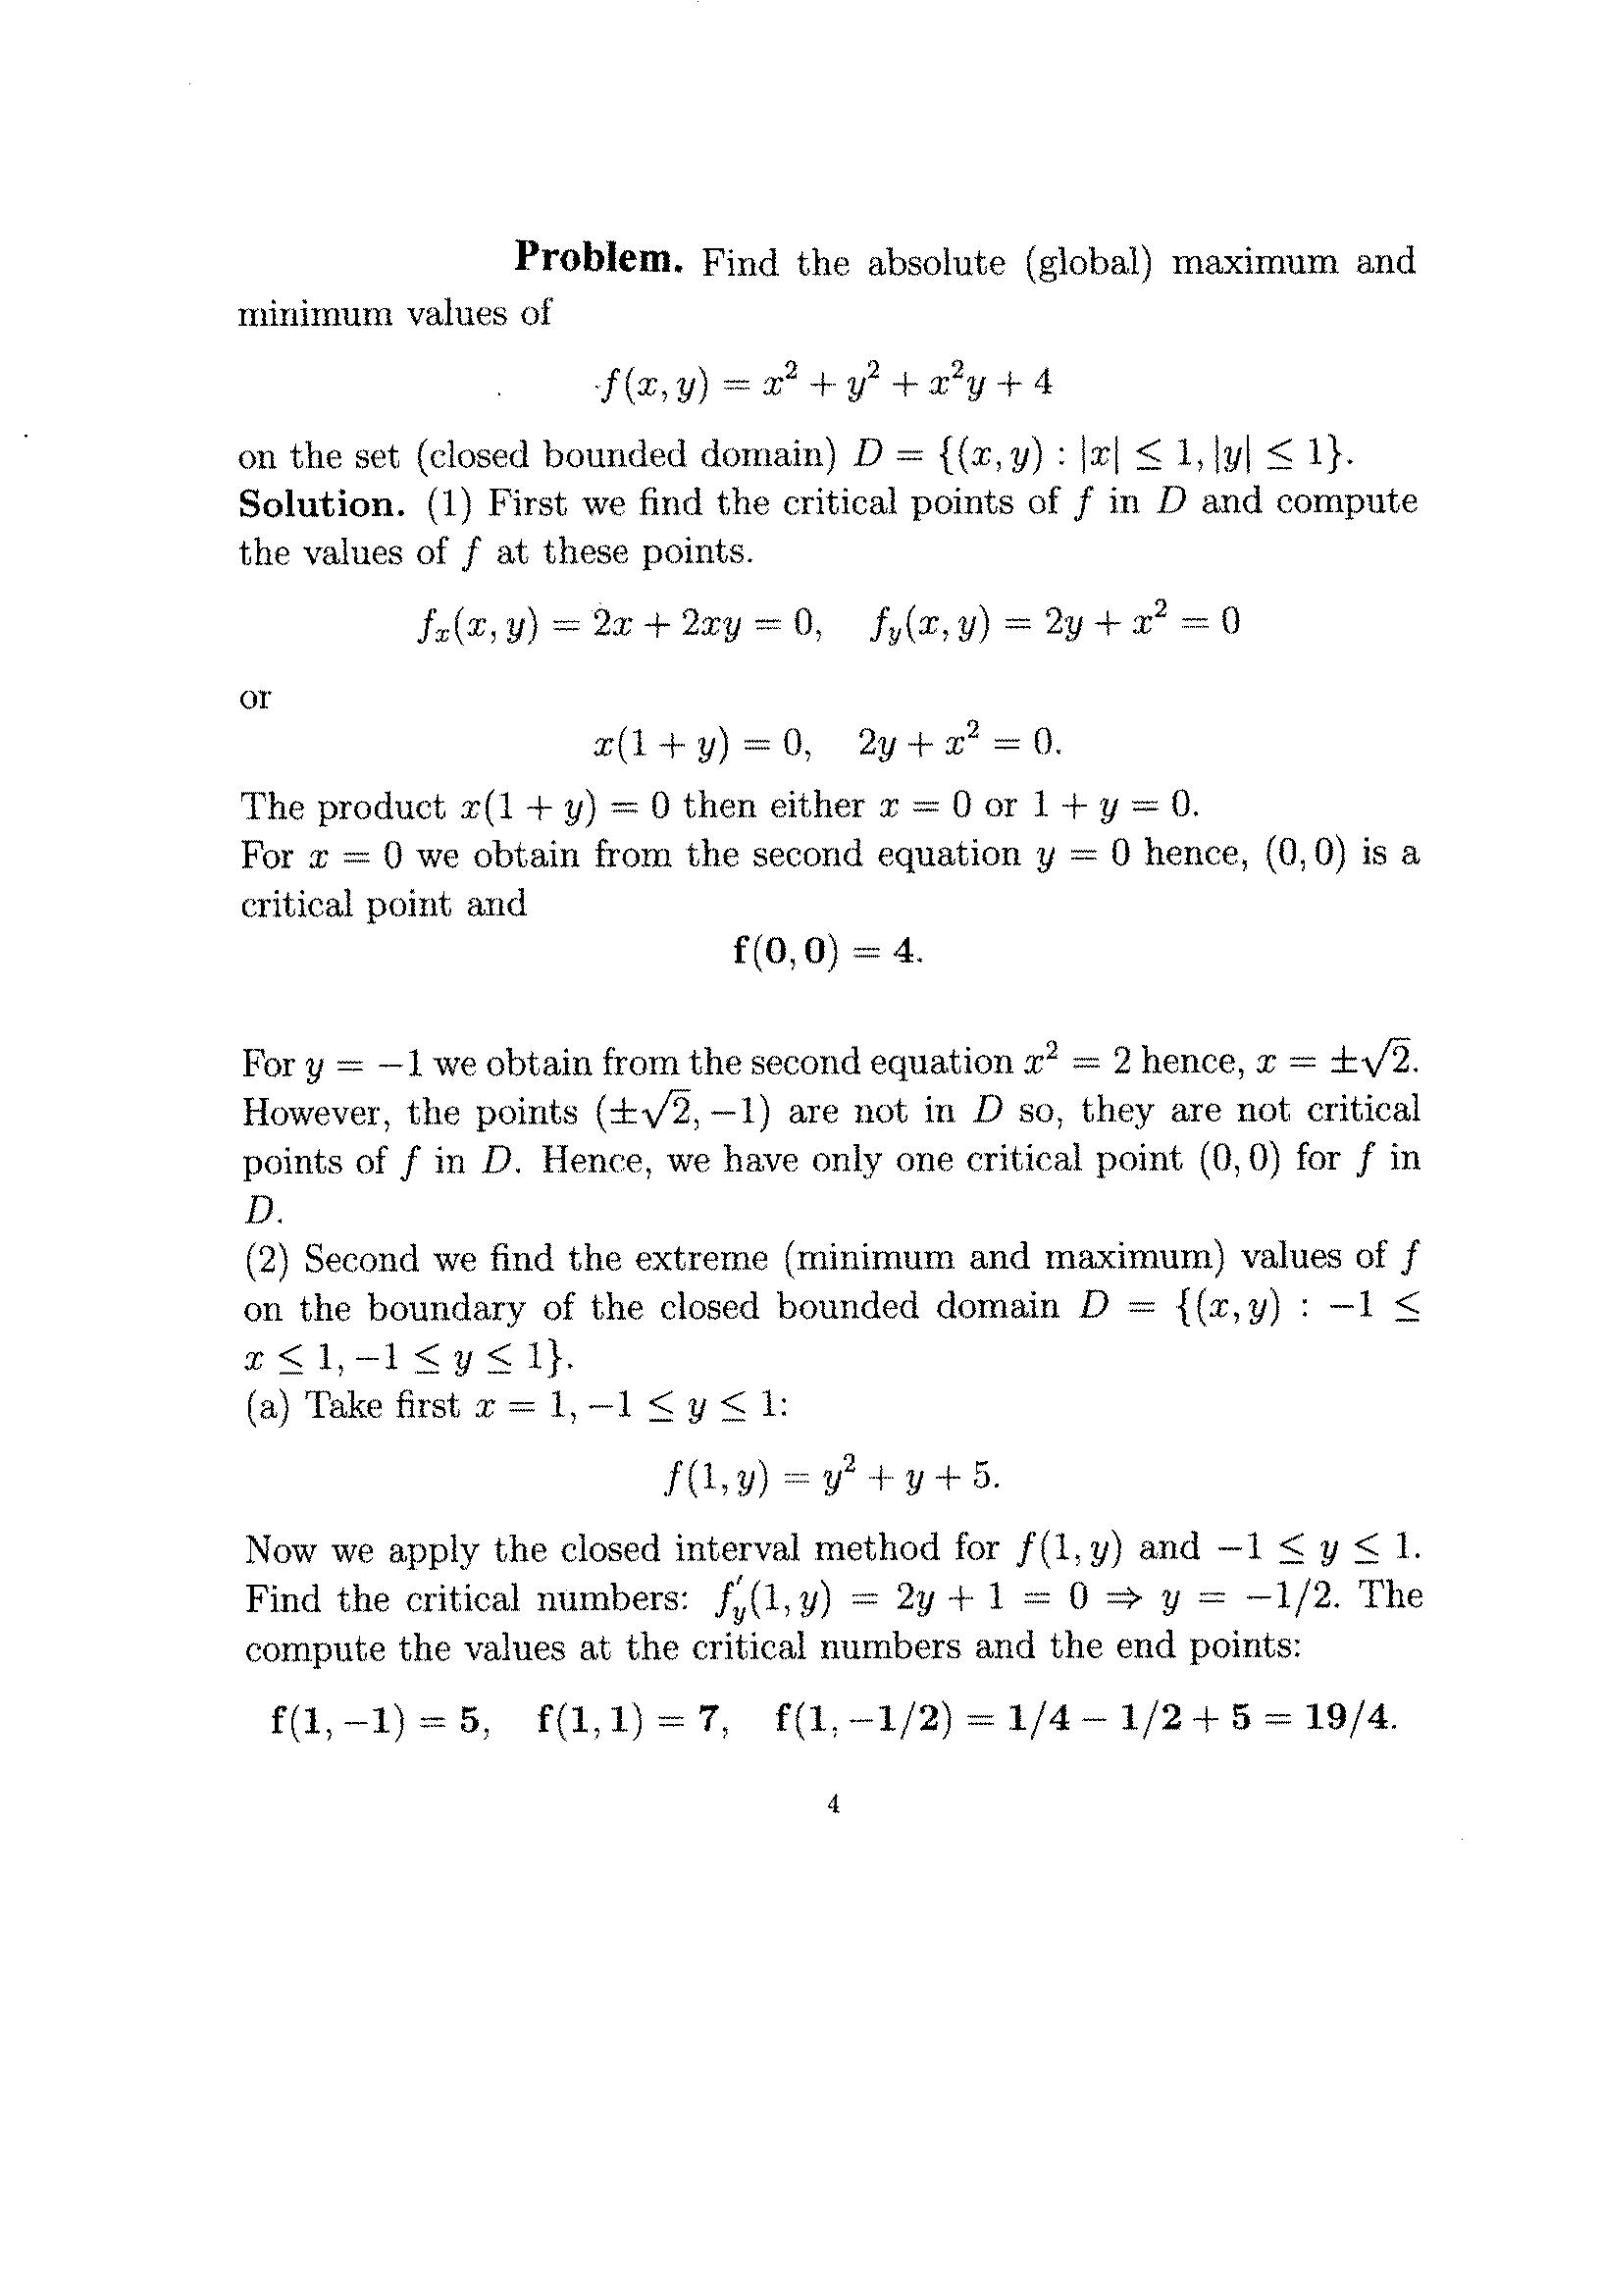 Problem. Find the absolute (global) maximum and
minimum values of
f(x, y) = x² + y² + x²y + 4
on the set (closed bounded domain) D = {(x, y) : |x| ≤ 1, |y| ≤ 1}.
Solution. (1) First we find the critical points of f in D and compute
the values of f at these points.
fₓ(x, y) = 2x + 2xy = 0, f_y(x, y) = 2y + x² = 0
or
x(1 + y) = 0, 2y + x² = 0.
The product x(1 + y) = 0 then either x = 0 or 1 + y = 0.
For x = 0 we obtain from the second equation y = 0 hence, (0, 0) is a
critical point and
f(0, 0) = 4.
For y = −1 we obtain from the second equation x² = 2 hence, x = ±√2.
However, the points (±√2, −1) are not in D so, they are not critical
points of f in D. Hence, we have only one critical point (0, 0) for f in
D.
(2) Second we find the extreme (minimum and maximum) values of f
on the boundary of the closed bounded domain D = {(x, y) : −1 ≤
x ≤ 1, −1 ≤ y ≤ 1}.
(a) Take first x = 1, −1 ≤ y ≤ 1:
f(1, y) = y² + y + 5.
Now we apply the closed interval method for f(1, y) and −1 ≤ y ≤ 1.
Find the critical numbers: f′_y(1, y) = 2y + 1 = 0 ⇒ y = −1/2. The
compute the values at the critical numbers and the end points:
f(1, −1) = 5, f(1, 1) = 7, f(1, −1/2) = 1/4 − 1/2 + 5 = 19/4.
4